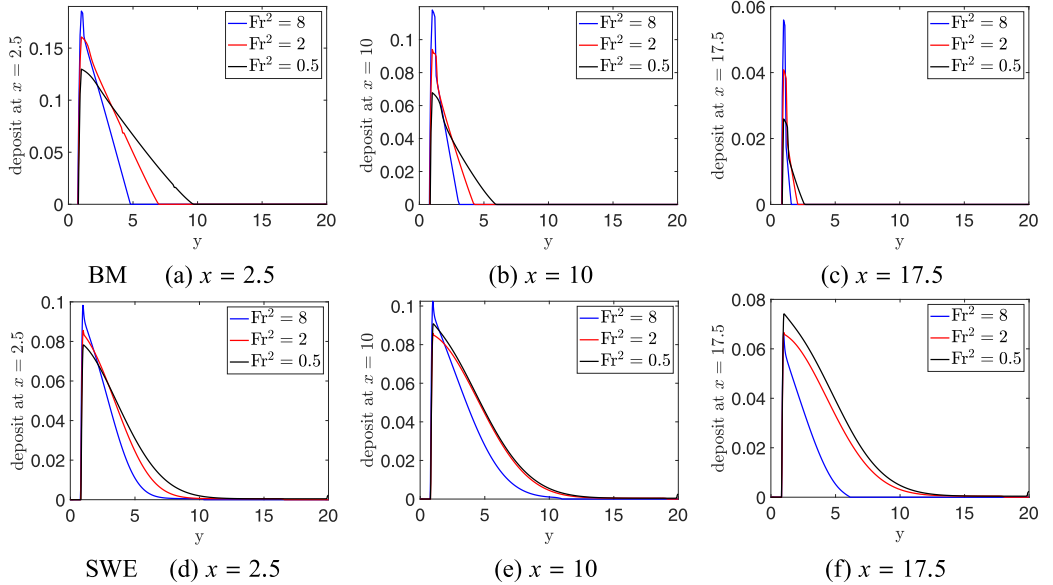 deposit at x = 2.5
0.15
0.1
0.05
0
0 5 10 15 20
y
Fr² = 8
Fr² = 2
Fr² = 0.5
BM (a) x = 2.5
deposit at x = 10
0.1
0.08
0.06
0.04
0.02
0
0 5 10 15 20
y
Fr² = 8
Fr² = 2
Fr² = 0.5
(b) x = 10
deposit at x = 17.5
0.06
0.04
0.02
0
0 5 10 15 20
y
Fr² = 8
Fr² = 2
Fr² = 0.5
(c) x = 17.5
deposit at x = 2.5
0.1
0.08
0.06
0.04
0.02
0
0 5 10 15 20
y
Fr² = 8
Fr² = 2
Fr² = 0.5
SWE (d) x = 2.5
deposit at x = 10
0.1
0.08
0.06
0.04
0.02
0
0 5 10 15 20
y
Fr² = 8
Fr² = 2
Fr² = 0.5
(e) x = 10
deposit at x = 17.5
0.08
0.06
0.04
0.02
0
0 5 10 15 20
y
Fr² = 8
Fr² = 2
Fr² = 0.5
(f) x = 17.5